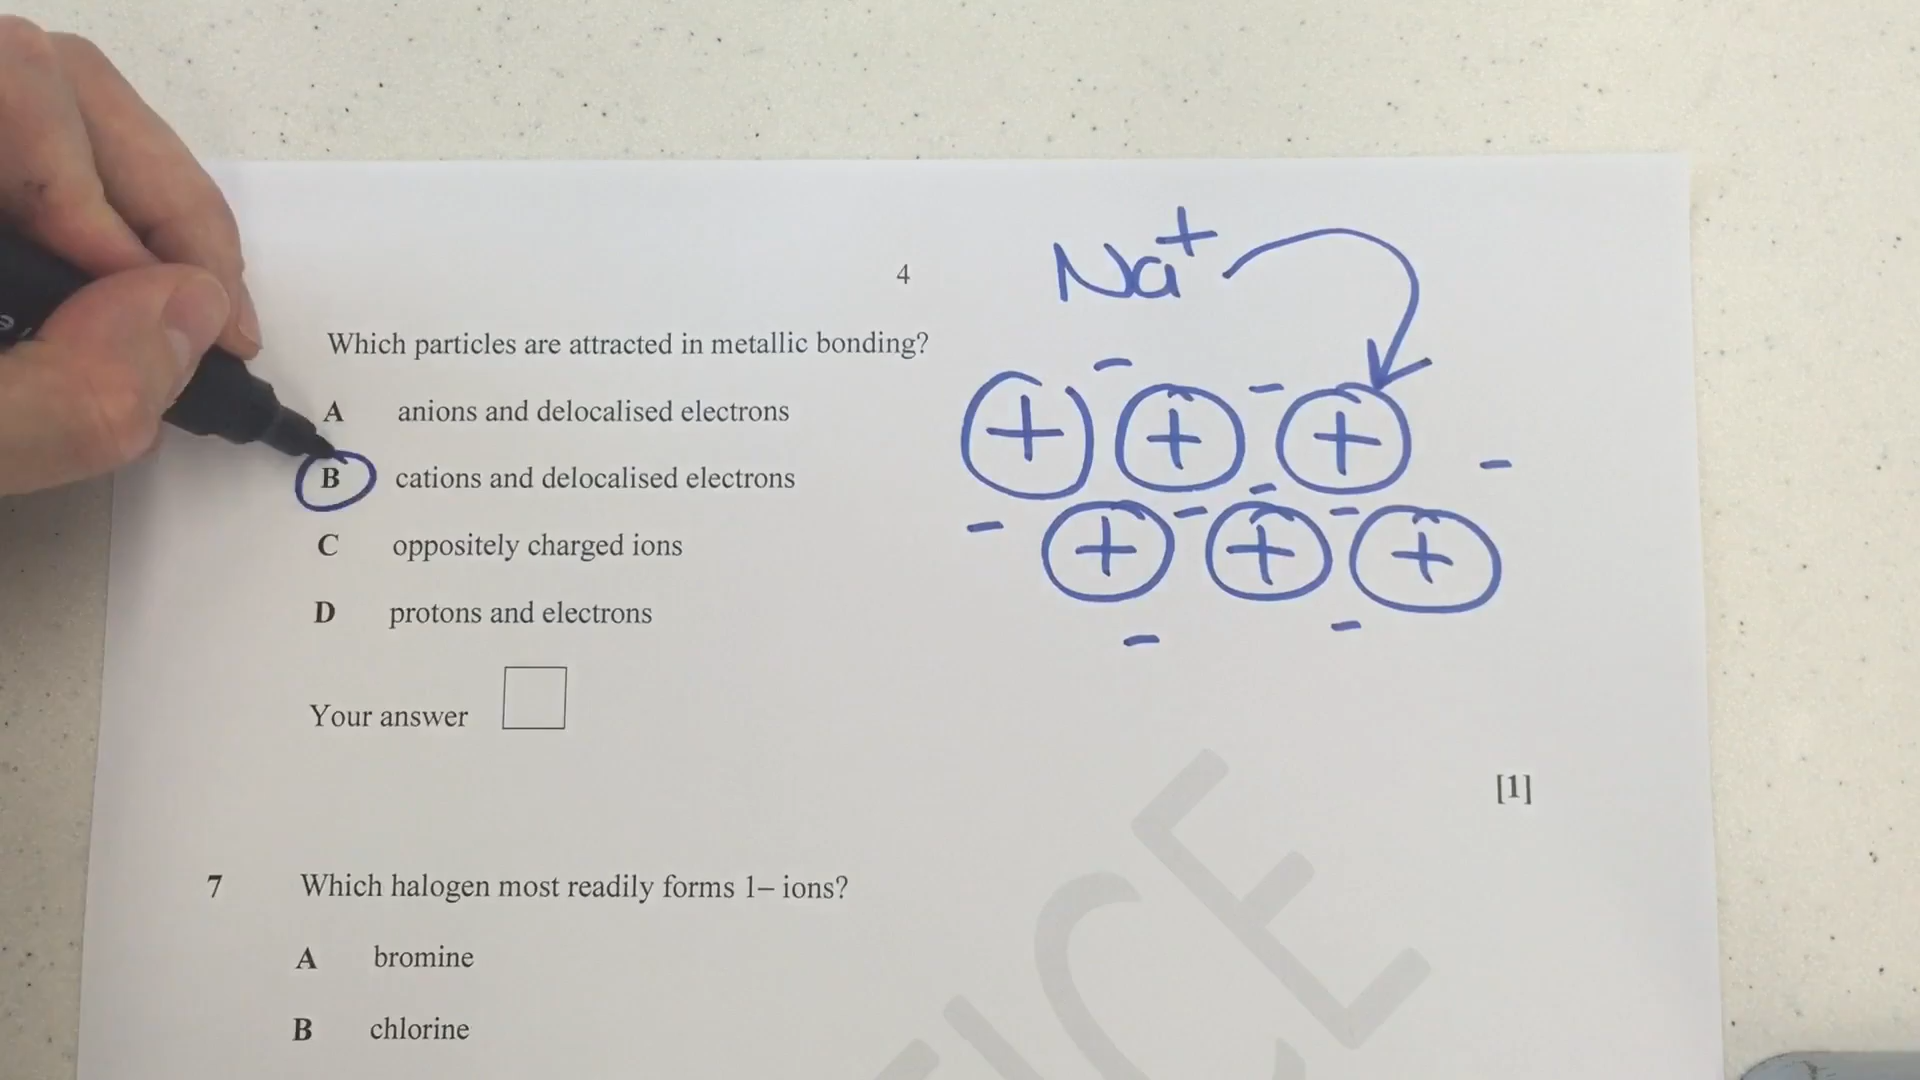 4
Na+
Which particles are attracted in metallic bonding?
A anions and delocalised electrons
B cations and delocalised electrons
C oppositely charged ions
D protons and electrons
+ + +
+ + +
Your answer
[1]
7 Which halogen most readily forms 1– ions?
A bromine
B chlorine
ICE